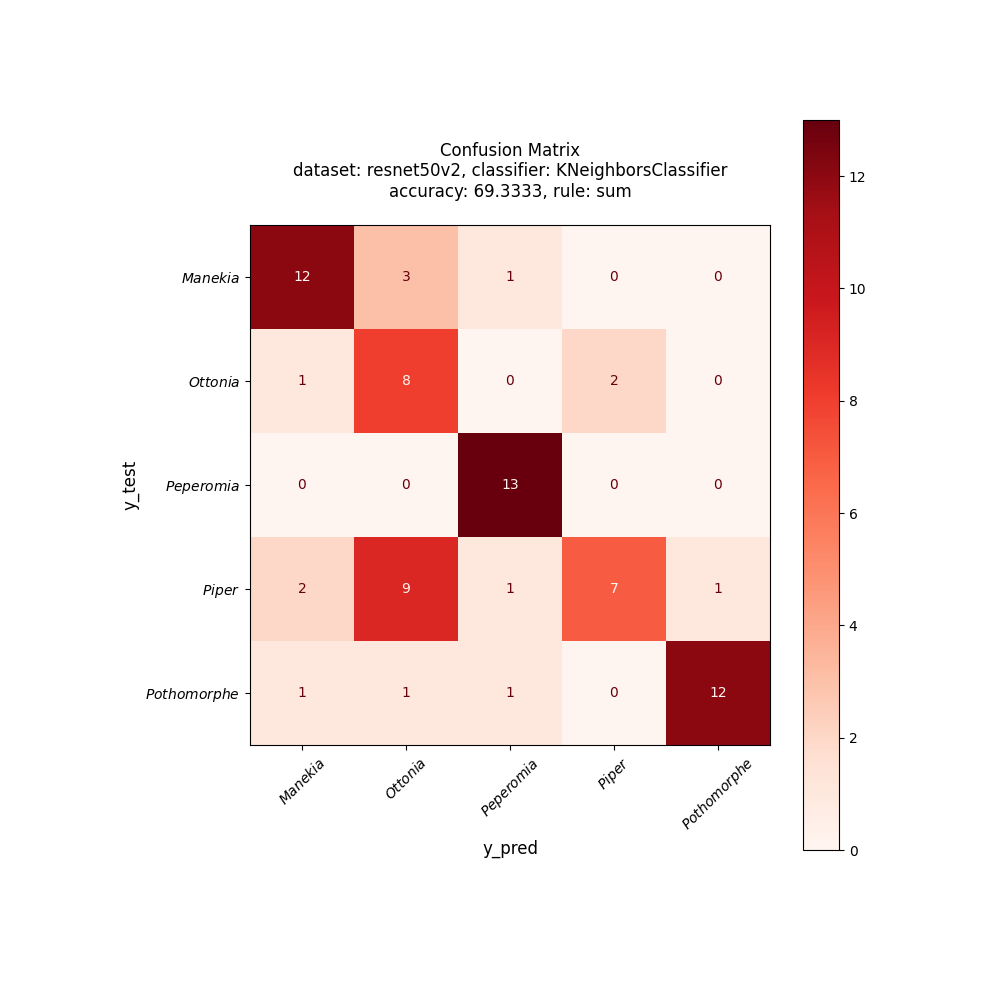 Confusion Matrix
dataset: resnet50v2, classifier: KNeighborsClassifier
accuracy: 69.3333, rule: sum
y_test
Manekia 12 3 1 0 0
Ottonia 1 8 0 2 0
Peperomia 0 0 13 0 0
Piper 2 9 1 7 1
Pothomorphe 1 1 1 0 12
Manekia Ottonia Peperomia Piper Pothomorphe
y_pred
12
10
8
6
4
2
0